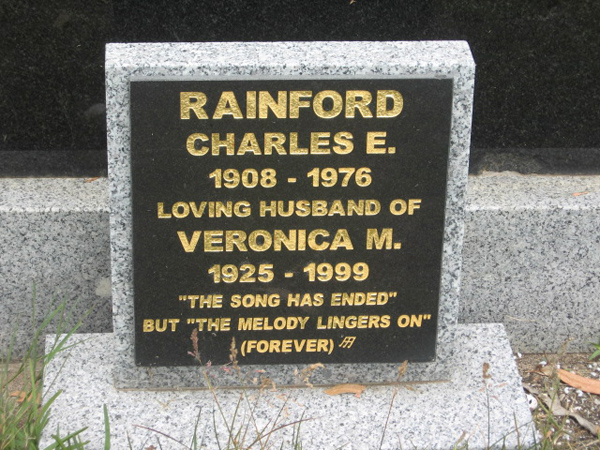 RAINFORD
CHARLES E.
1908 - 1976
LOVING HUSBAND OF
VERONICA M.
1925 - 1999
"THE SONG HAS ENDED"
BUT "THE MELODY LINGERS ON"
(FOREVER)